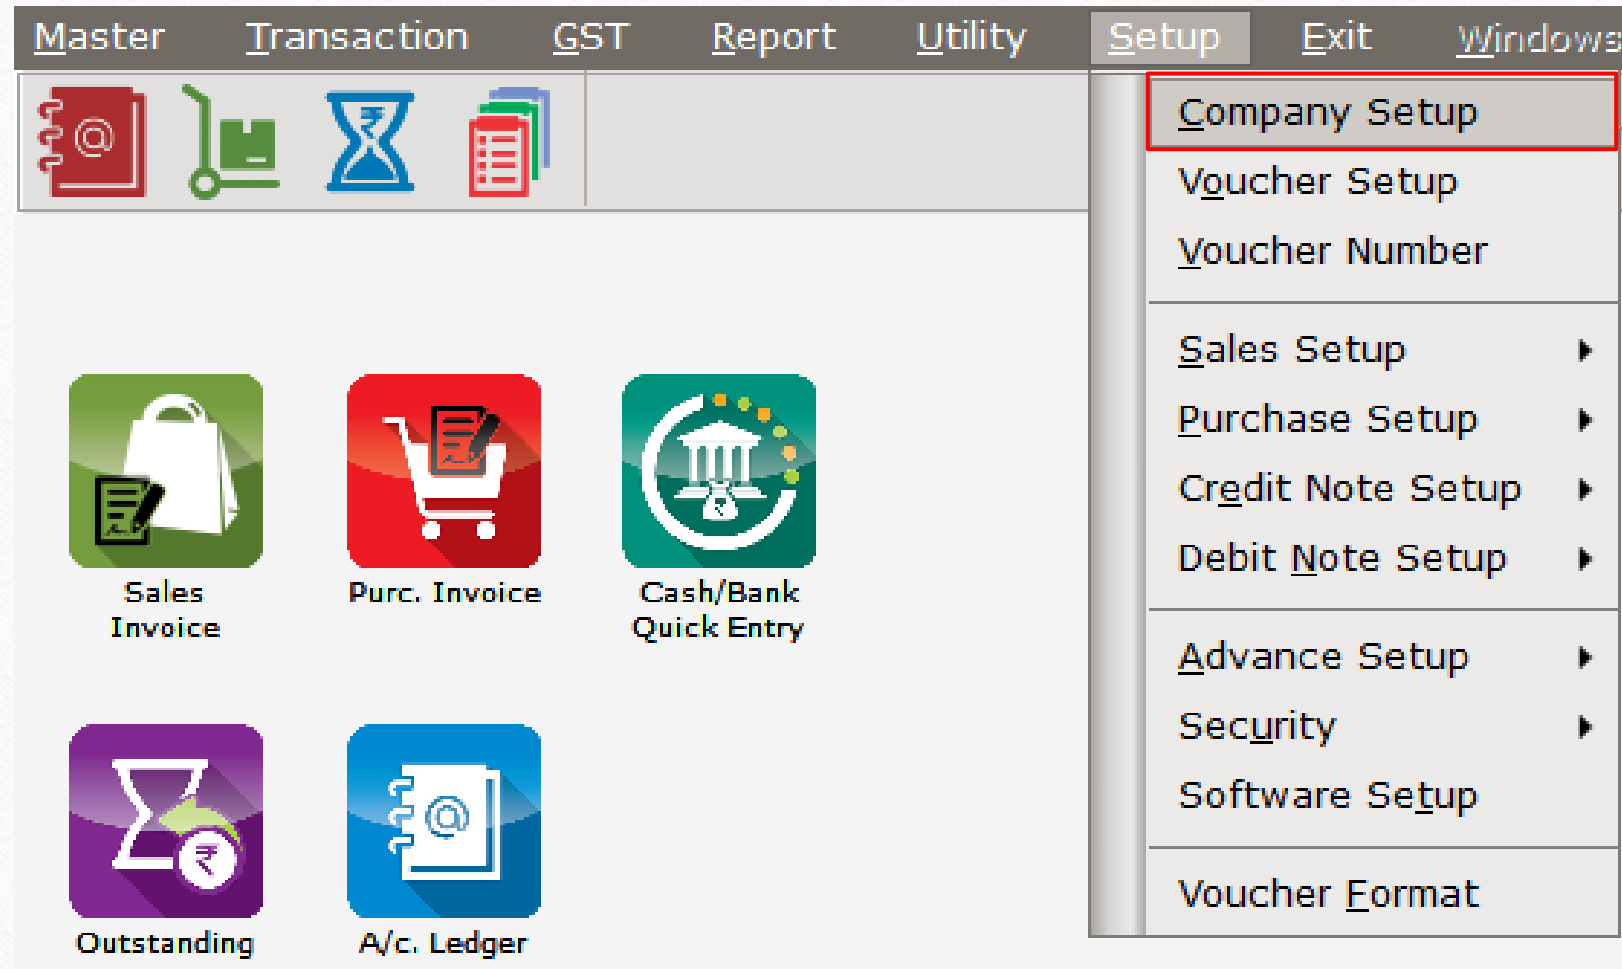 Master Transaction GST Report Utility Setup Exit Windows
@
₹
Company Setup
Voucher Setup
Voucher Number
Sales Setup
Purchase Setup
Credit Note Setup
Debit Note Setup
Advance Setup
Security
Software Setup
Voucher Format
Sales
Invoice
Purc. Invoice
₹
Cash/Bank
Quick Entry
₹
Outstanding
@
A/c. Ledger